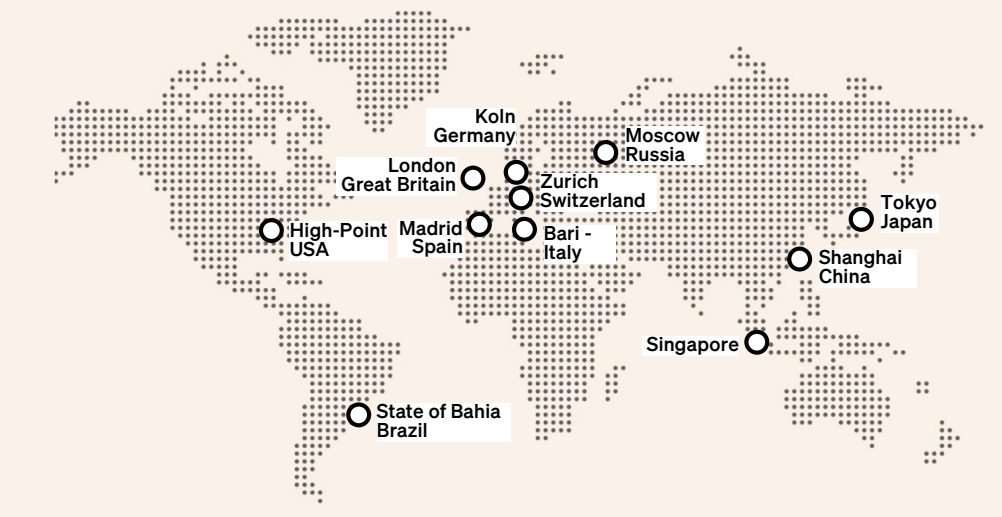 Koln
Germany
Moscow
Russia
London
Great Britain
Zurich
Switzerland
Tokyo
Japan
High-Point
USA
Madrid
Spain
Bari -
Italy
Shanghai
China
Singapore
State of Bahia
Brazil